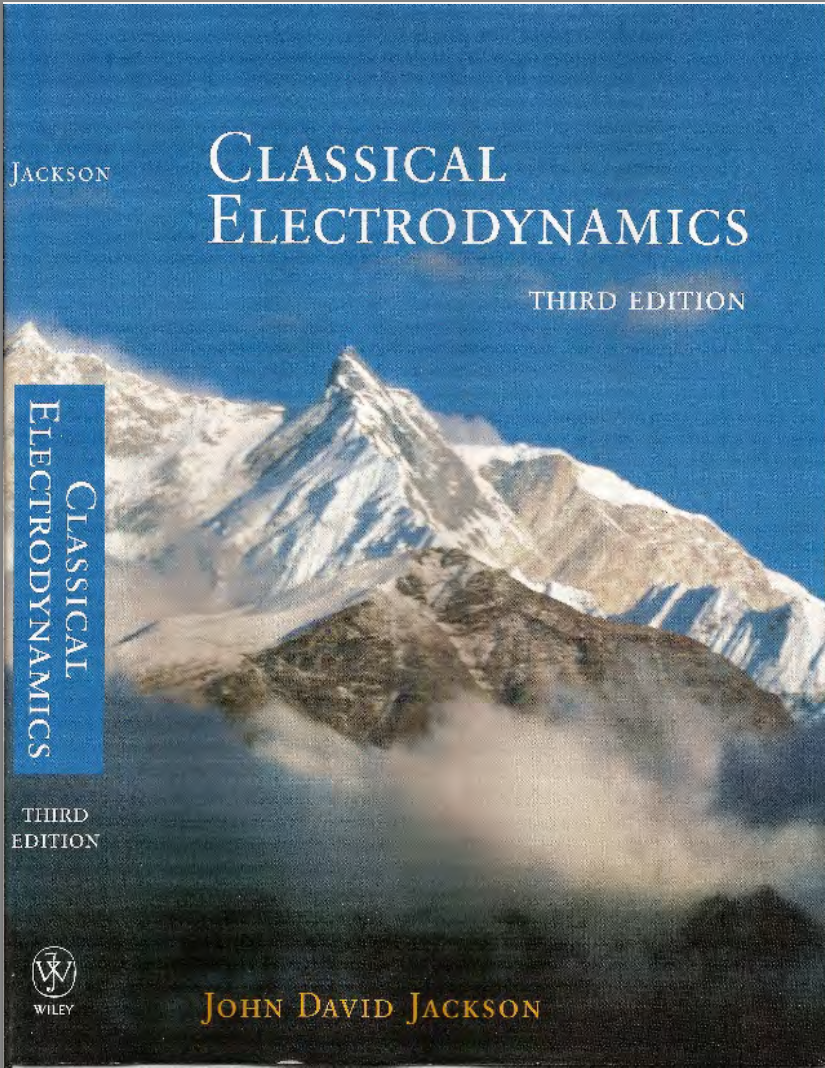 JACKSON
CLASSICAL
ELECTRODYNAMICS
THIRD EDITION
CLASSICAL
ELECTRODYNAMICS
THIRD
EDITION
WILEY
JOHN DAVID JACKSON